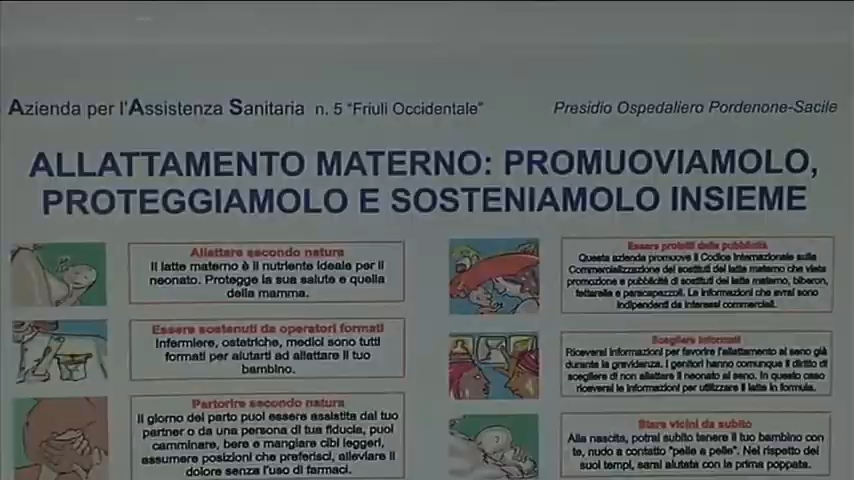 Azienda per l'Assistenza Sanitaria n. 5 "Friuli Occidentale"
Presidio Ospedaliero Pordenone-Sacile
ALLATTAMENTO MATERNO: PROMUOVIAMOLO,
PROTEGGIAMOLO E SOSTENIAMOLO INSIEME
Allattare secondo natura
Il latte materno è il nutriente ideale per il
neonato. Protegge la sua salute e quella
della mamma.
Essere sostenuti da operatori formati
Infermiere, ostetriche, medici sono tutti
formati per aiutarti ad allattare il tuo
bambino.
Partorire secondo natura
Il giorno del parto puoi essere assistita dal tuo
partner o da una persona di tua fiducia, puoi
camminare, bere e mangiare cibi leggeri,
assumere posizioni che preferisci, alleviare il
dolore senza l'uso di farmaci.
Essere protetti dalla pubblicità
Questa azienda promuove il Codice Internazionale sulla
Commercializzazione dei sostituti del latte materno che vieta
promozione e pubblicità di sostituti del latte materno, biberon,
tettarelle e paracapezzoli. Le informazioni che avrai sono
indipendenti da interessi commerciali.
Scegliere informati
Riceverai informazioni per favorire l'allattamento al seno già
durante la gravidanza. I genitori hanno comunque il diritto di
scegliere di non allattare il neonato al seno. In questo caso
riceverai le informazioni per utilizzare il latte in formula.
Stare vicini da subito
Alla nascita, potrai subito tenere il tuo bambino con
te, nudo a contatto "pelle a pelle". Nel rispetto dei
suoi tempi, sarai aiutata con la prima poppata.